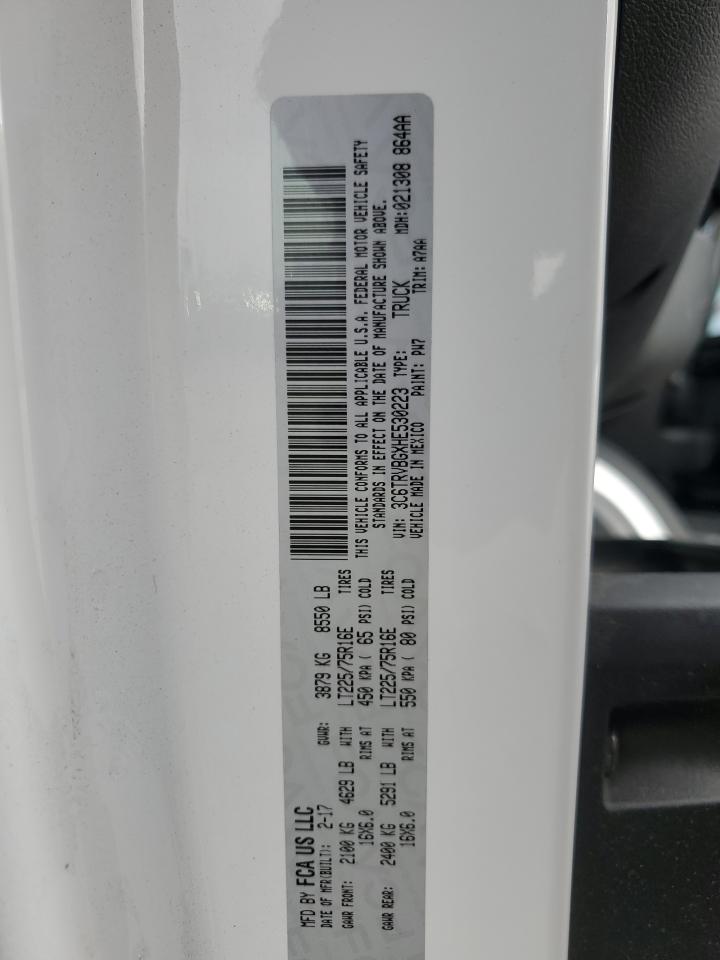 MFD BY FCA US LLC
DATE OF MFR(BUILT): 2-17 GVWR: 3879 KG 8550 LB
GAWR FRONT: 2100 KG 4629 LB WITH LT225/75R16E TIRES
16X6.0 RIMS AT 450 KPA ( 65 PSI) COLD
GAWR REAR: 2400 KG 5291 LB WITH LT225/75R16E TIRES
16X6.0 RIMS AT 550 KPA ( 80 PSI) COLD
THIS VEHICLE CONFORMS TO ALL APPLICABLE U.S.A. FEDERAL MOTOR VEHICLE SAFETY
STANDARDS IN EFFECT ON THE DATE OF MANUFACTURE SHOWN ABOVE.
VIN: 3C6TRVBGXHE530223 TYPE: TRUCK MDH:021308 864AA
VEHICLE MADE IN MEXICO PAINT: PW7 TRIM: A7AA